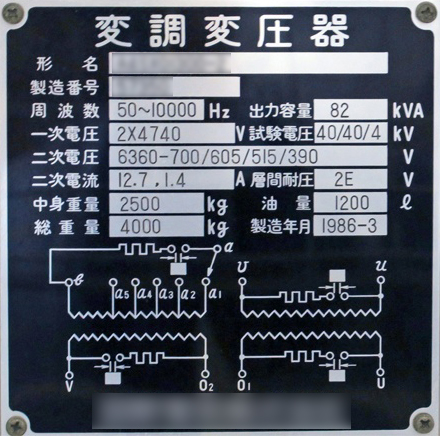 変調変圧器
形名
製造番号
周波数 50~10000 Hz 出力容量 82 kVA
一次電圧 2X4740 V 試験電圧 40/40/4 kV
二次電圧 6360-700/605/515/390 V
二次電流 12.7,1.4 A 層間耐圧 2E V
中身重量 2500 kg 油量 1200 ℓ
総重量 4000 kg 製造年月 1986-3
a
b a5 a4 a3 a2 a1 v u
V O2 O1 U